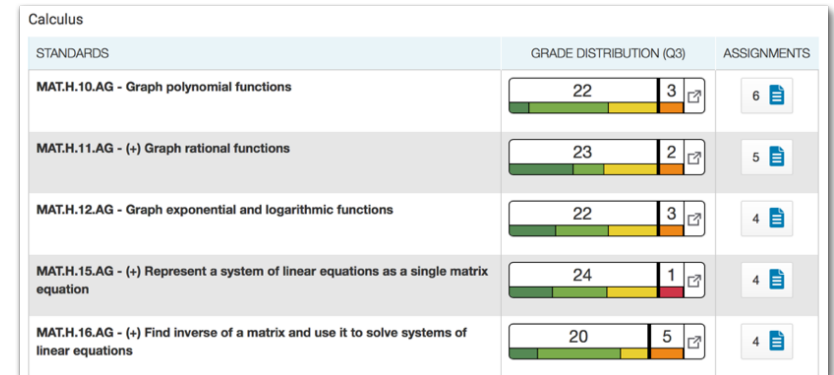 Calculus
STANDARDS GRADE DISTRIBUTION (Q3) ASSIGNMENTS
MAT.H.10.AG - Graph polynomial functions 22 3 6
MAT.H.11.AG - (+) Graph rational functions 23 2 5
MAT.H.12.AG - Graph exponential and logarithmic functions 22 3 4
MAT.H.15.AG - (+) Represent a system of linear equations as a single matrix
equation 24 1 4
MAT.H.16.AG - (+) Find inverse of a matrix and use it to solve systems of
linear equations 20 5 4